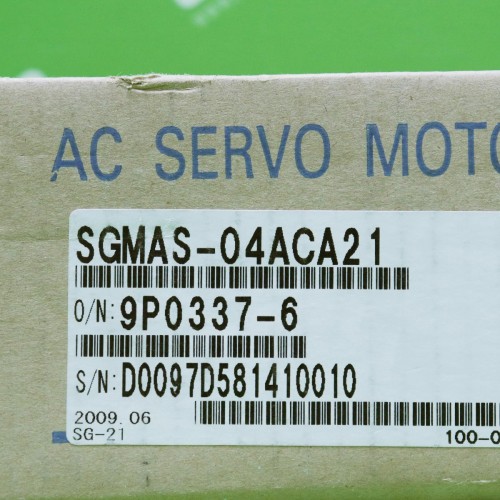 AC SERVO MOTO
SGMAS-04ACA21
O/N: 9P0337-6
S/N: D0097D581410010
2009.06
SG-21
100-0